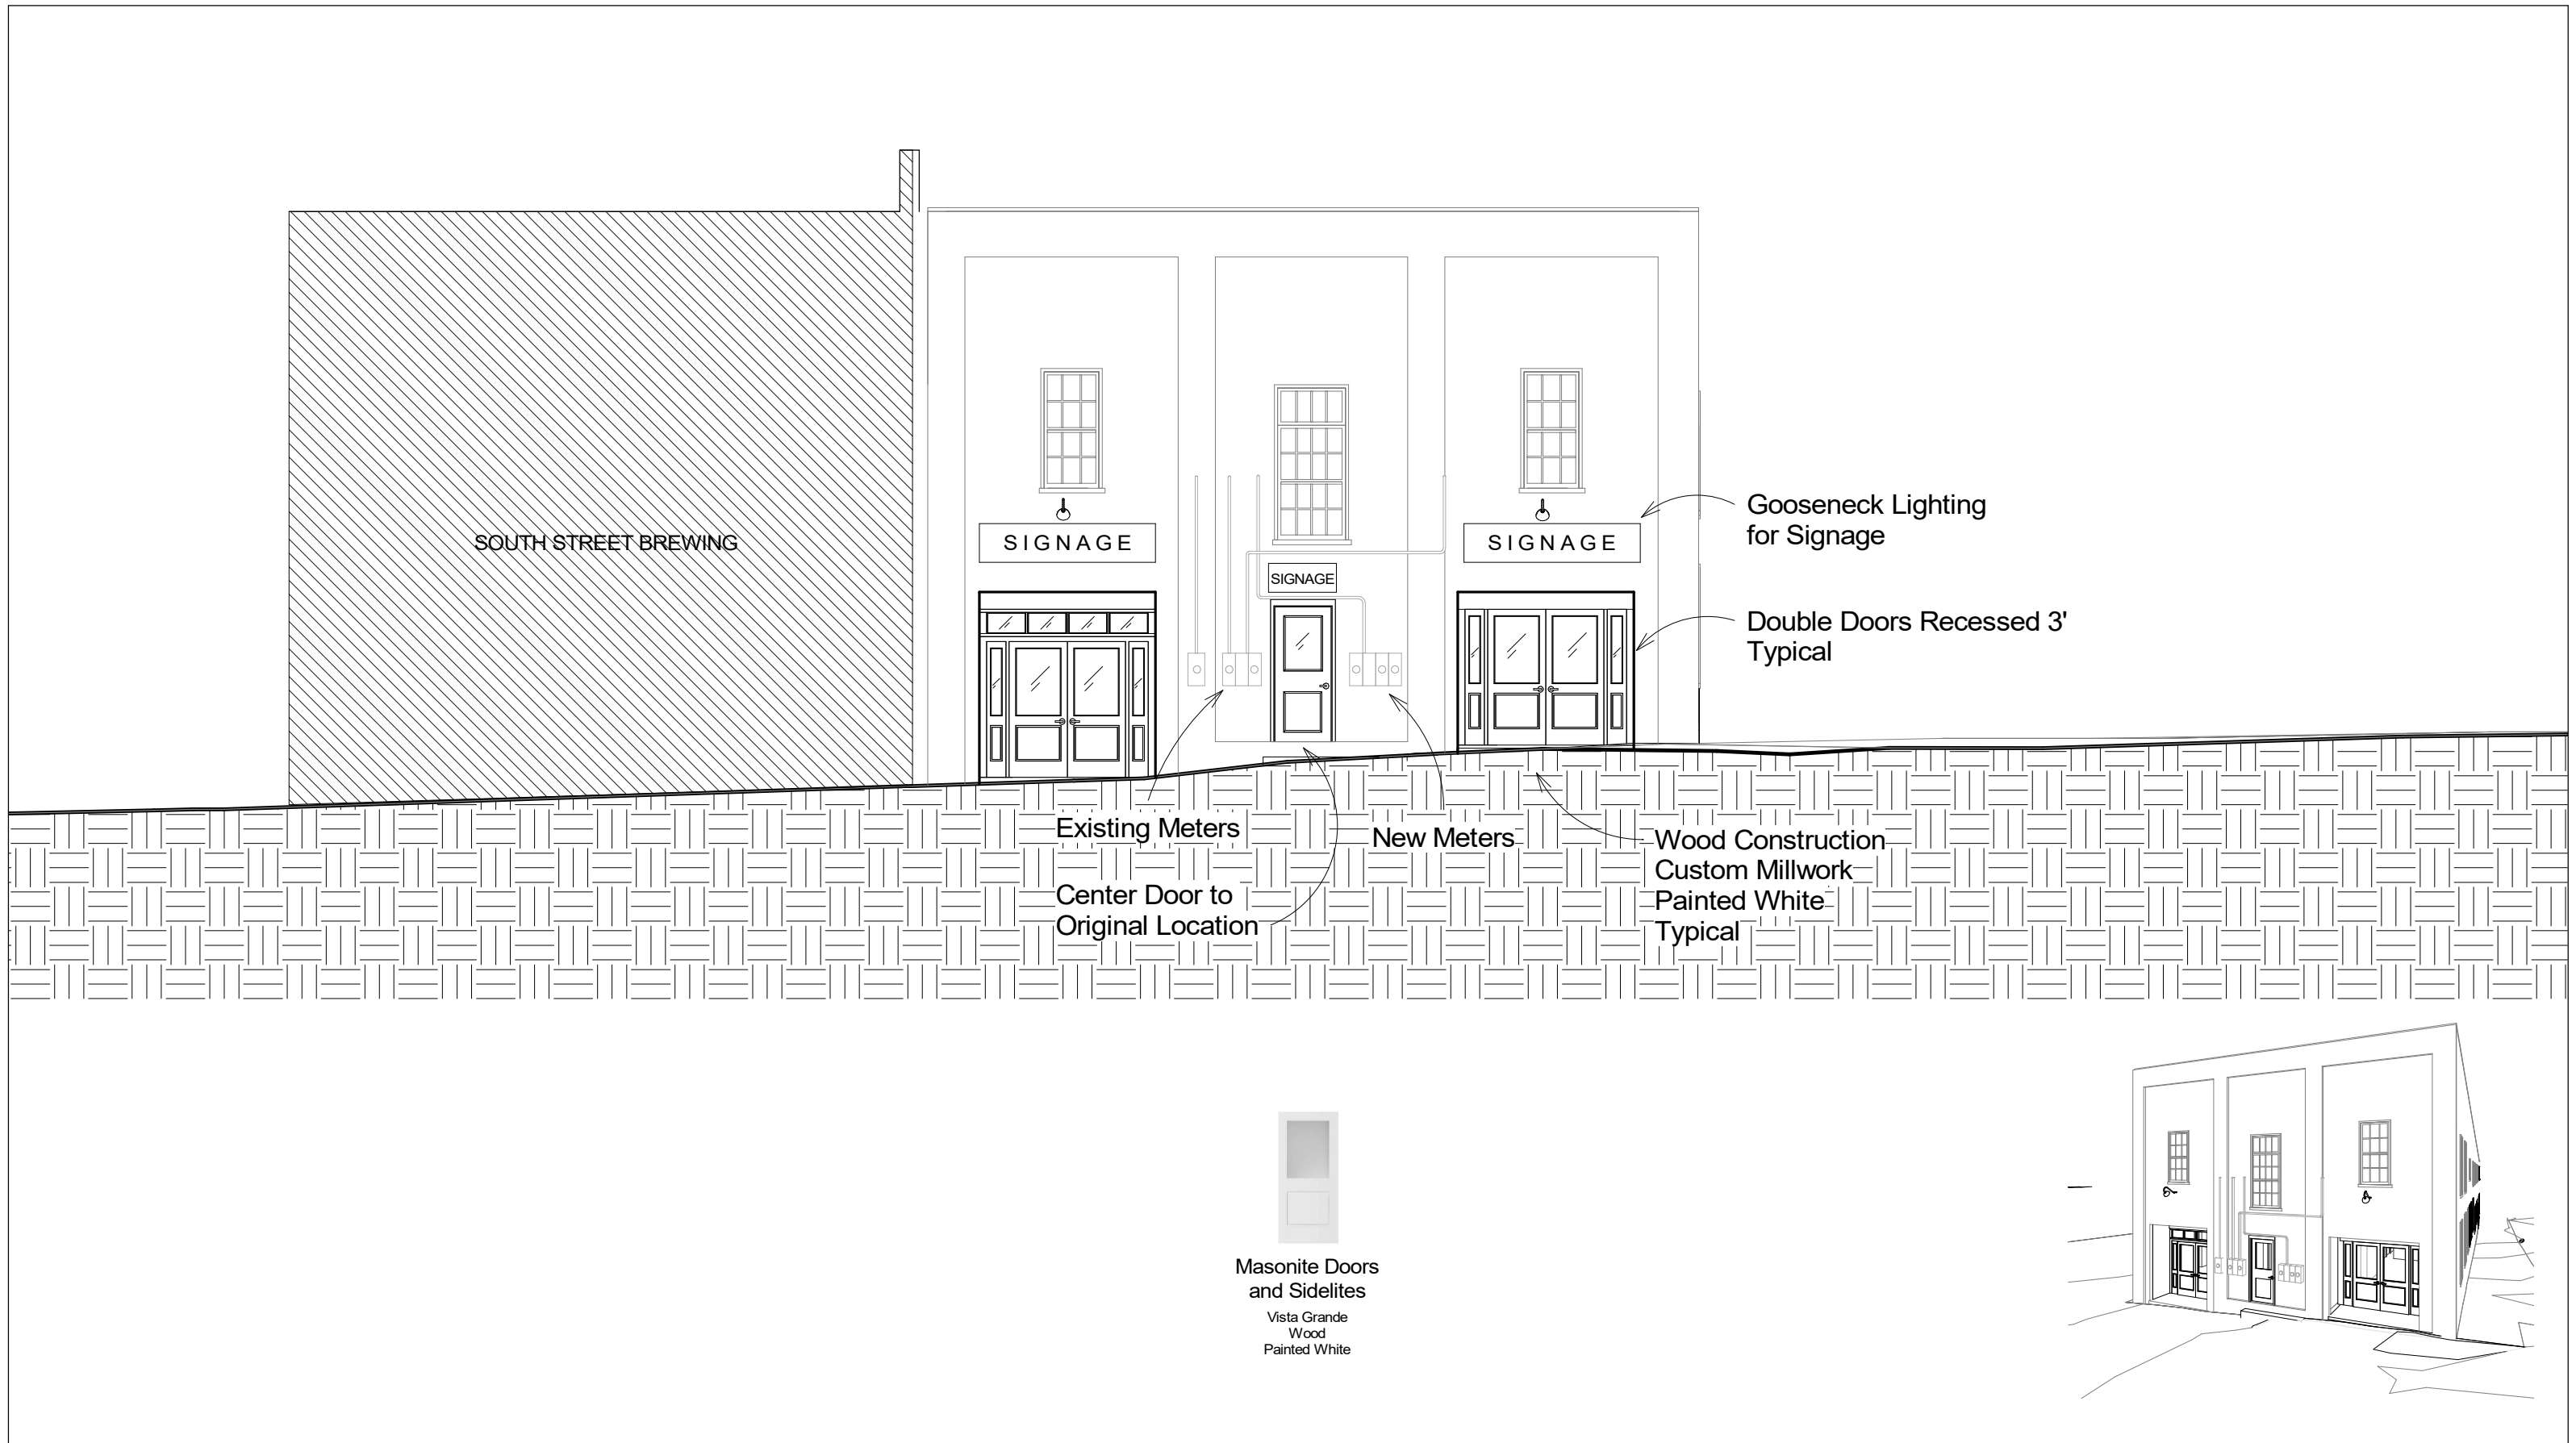 SOUTH STREET BREWING
SIGNAGE
SIGNAGE
SIGNAGE
Gooseneck Lighting
for Signage
Double Doors Recessed 3'
Typical
Existing Meters
Center Door to
Original Location
New Meters
Wood Construction
Custom Millwork
Painted White
Typical
Masonite Doors
and Sidelites
Vista Grande
Wood
Painted White